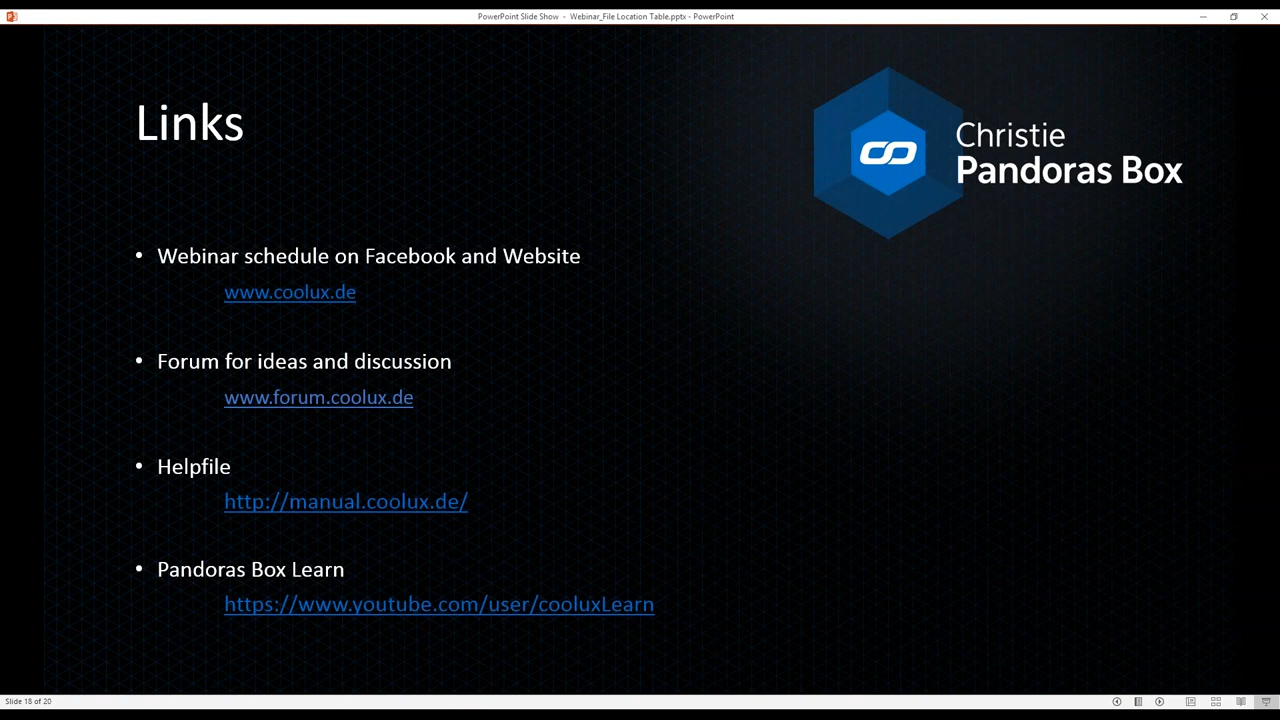 PowerPoint Slide Show - Webinar_File Location Table.pptx - PowerPoint
Links
Christie
Pandoras Box
• Webinar schedule on Facebook and Website
www.coolux.de
• Forum for ideas and discussion
www.forum.coolux.de
• Helpfile
http://manual.coolux.de/
• Pandoras Box Learn
https://www.youtube.com/user/cooluxLearn
Slide 18 of 20